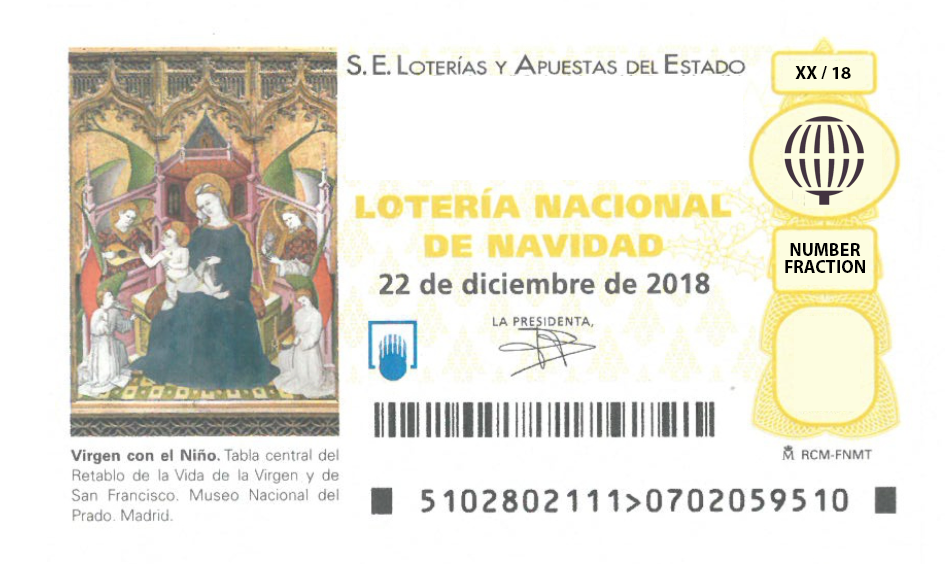 S. E. LOTERÍAS Y APUESTAS DEL ESTADO
XX / 18
LOTERÍA NACIONAL
DE NAVIDAD
22 de diciembre de 2018
NUMBER
FRACTION
LA PRESIDENTA,
Virgen con el Niño. Tabla central del
Retablo de la Vida de la Virgen y de
San Francisco. Museo Nacional del
Prado. Madrid.
RCM-FNMT
5102802111>0702059510